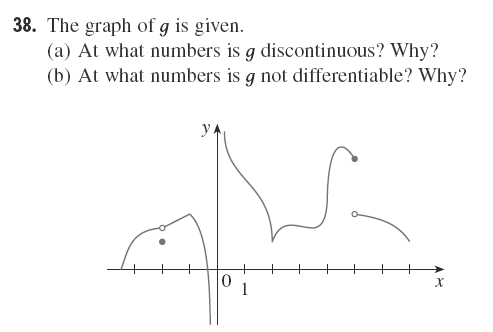 38. The graph of g is given.
(a) At what numbers is g discontinuous? Why?
(b) At what numbers is g not differentiable? Why?
y
0
1
x